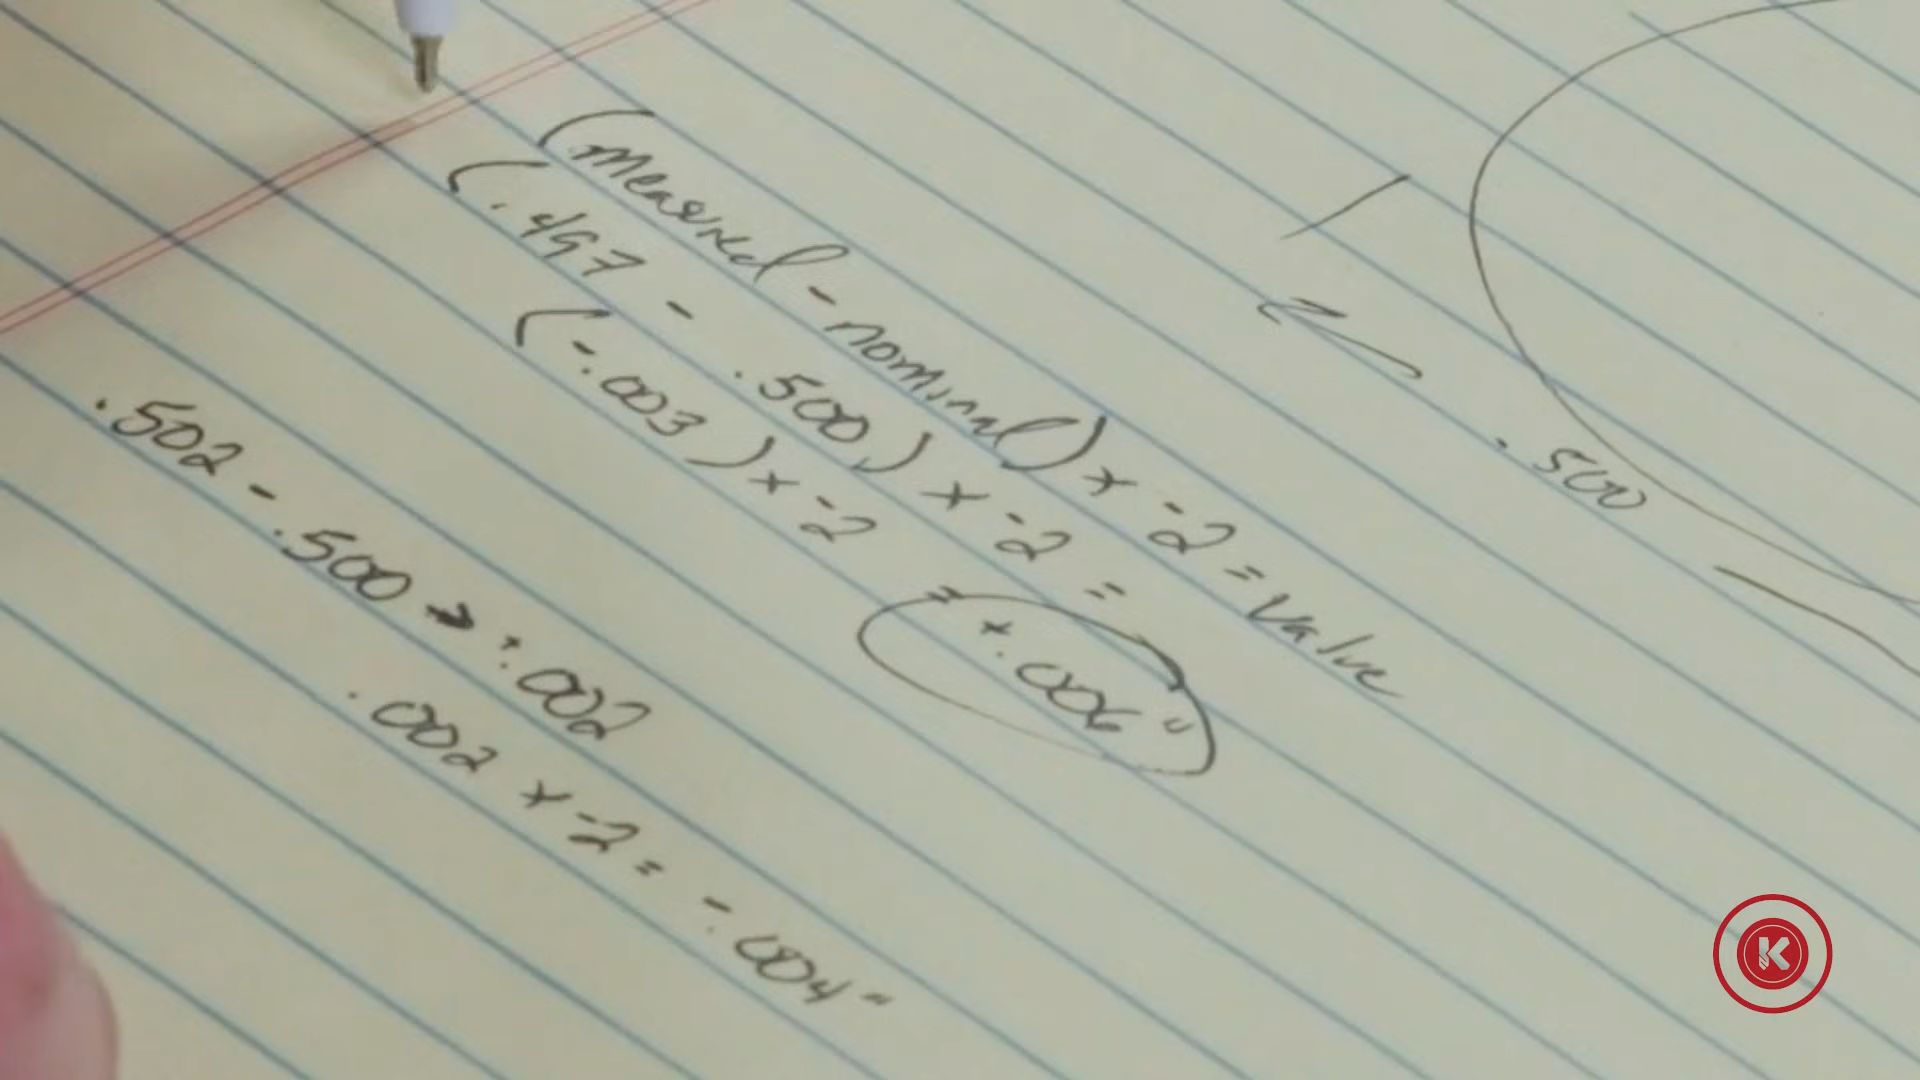 (measured - nominal) x -2 = value
(.497 - .500) x -2 =
(-.003) x -2
= +.006"
.502 - .500 → +.002
.002 x -2 = -.004"
.500
K